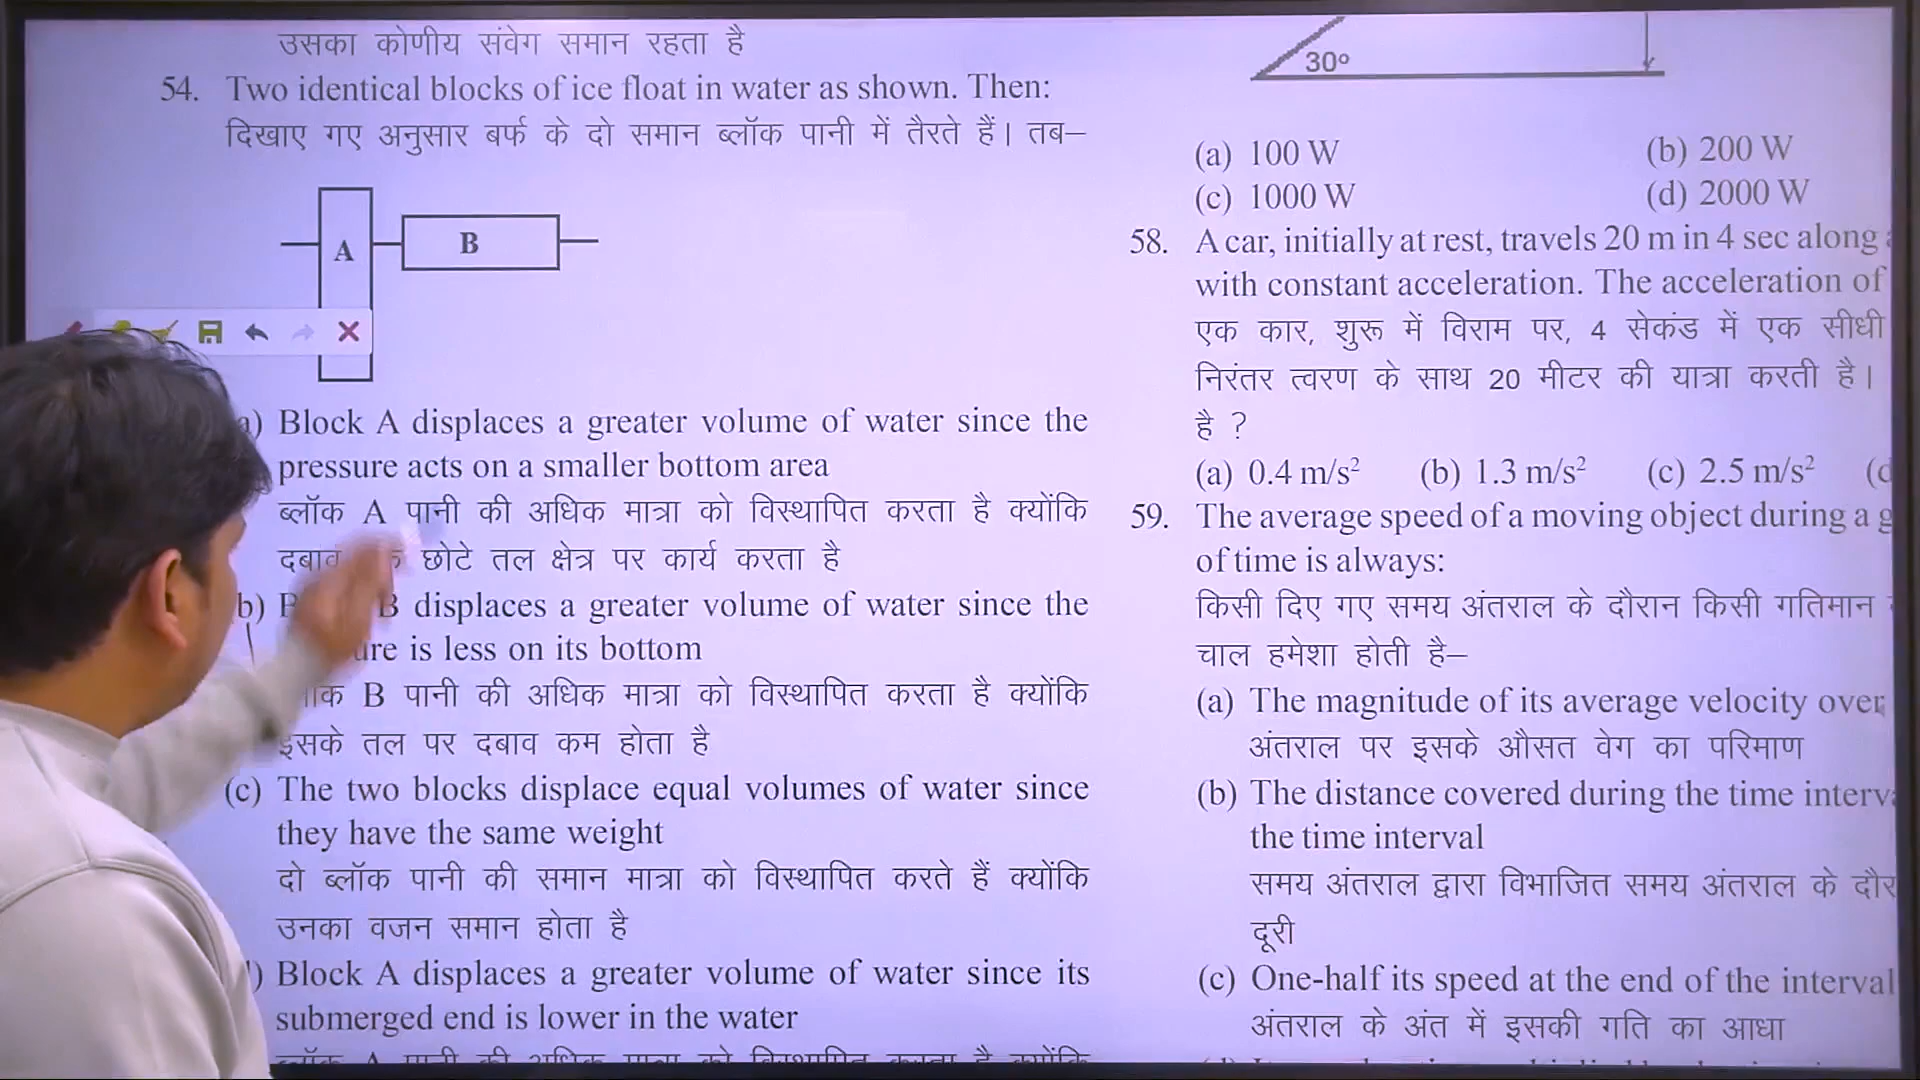 उसका कोणीय संवेग समान रहता है
54. Two identical blocks of ice float in water as shown. Then:
दिखाए गए अनुसार बर्फ के दो समान ब्लॉक पानी में तैरते हैं। तब–
A
B
a) Block A displaces a greater volume of water since the
pressure acts on a smaller bottom area
ब्लॉक A पानी की अधिक मात्रा को विस्थापित करता है क्योंकि
दबाव छोटे तल क्षेत्र पर कार्य करता है
b) B displaces a greater volume of water since the
is less on its bottom
B पानी की अधिक मात्रा को विस्थापित करता है क्योंकि
इसके तल पर दबाव कम होता है
(c) The two blocks displace equal volumes of water since
they have the same weight
दो ब्लॉक पानी की समान मात्रा को विस्थापित करते हैं क्योंकि
उनका वजन समान होता है
) Block A displaces a greater volume of water since its
submerged end is lower in the water
30°
(a) 100 W (b) 200 W
(c) 1000 W (d) 2000 W
58. A car, initially at rest, travels 20 m in 4 sec along
with constant acceleration. The acceleration of
एक कार, शुरू में विराम पर, 4 सेकंड में एक सीधी
निरंतर त्वरण के साथ 20 मीटर की यात्रा करती है।
है ?
(a) 0.4 m/s² (b) 1.3 m/s² (c) 2.5 m/s² (d
59. The average speed of a moving object during a g
of time is always:
किसी दिए गए समय अंतराल के दौरान किसी गतिमान
चाल हमेशा होती है–
(a) The magnitude of its average velocity over
अंतराल पर इसके औसत वेग का परिमाण
(b) The distance covered during the time interv
the time interval
समय अंतराल द्वारा विभाजित समय अंतराल के दौर
दूरी
(c) One-half its speed at the end of the interval
अंतराल के अंत में इसकी गति का आधा